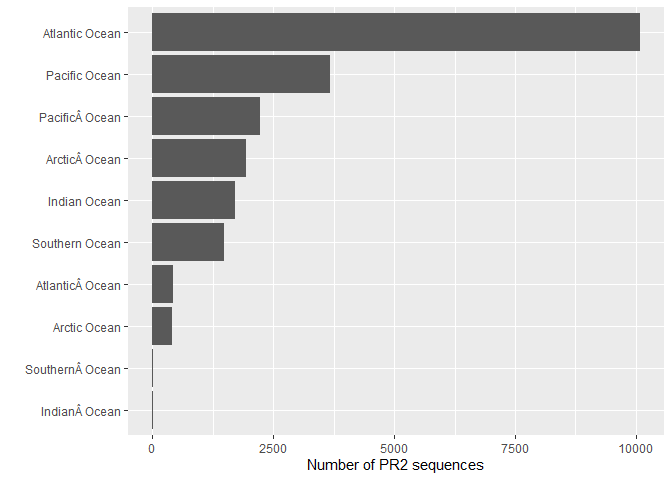 Atlantic Ocean
Pacific Ocean
PacificÂ Ocean
ArcticÂ Ocean
Indian Ocean
Southern Ocean
AtlanticÂ Ocean
Arctic Ocean
SouthernÂ Ocean
IndianÂ Ocean
0 2500 5000 7500 10000
Number of PR2 sequences